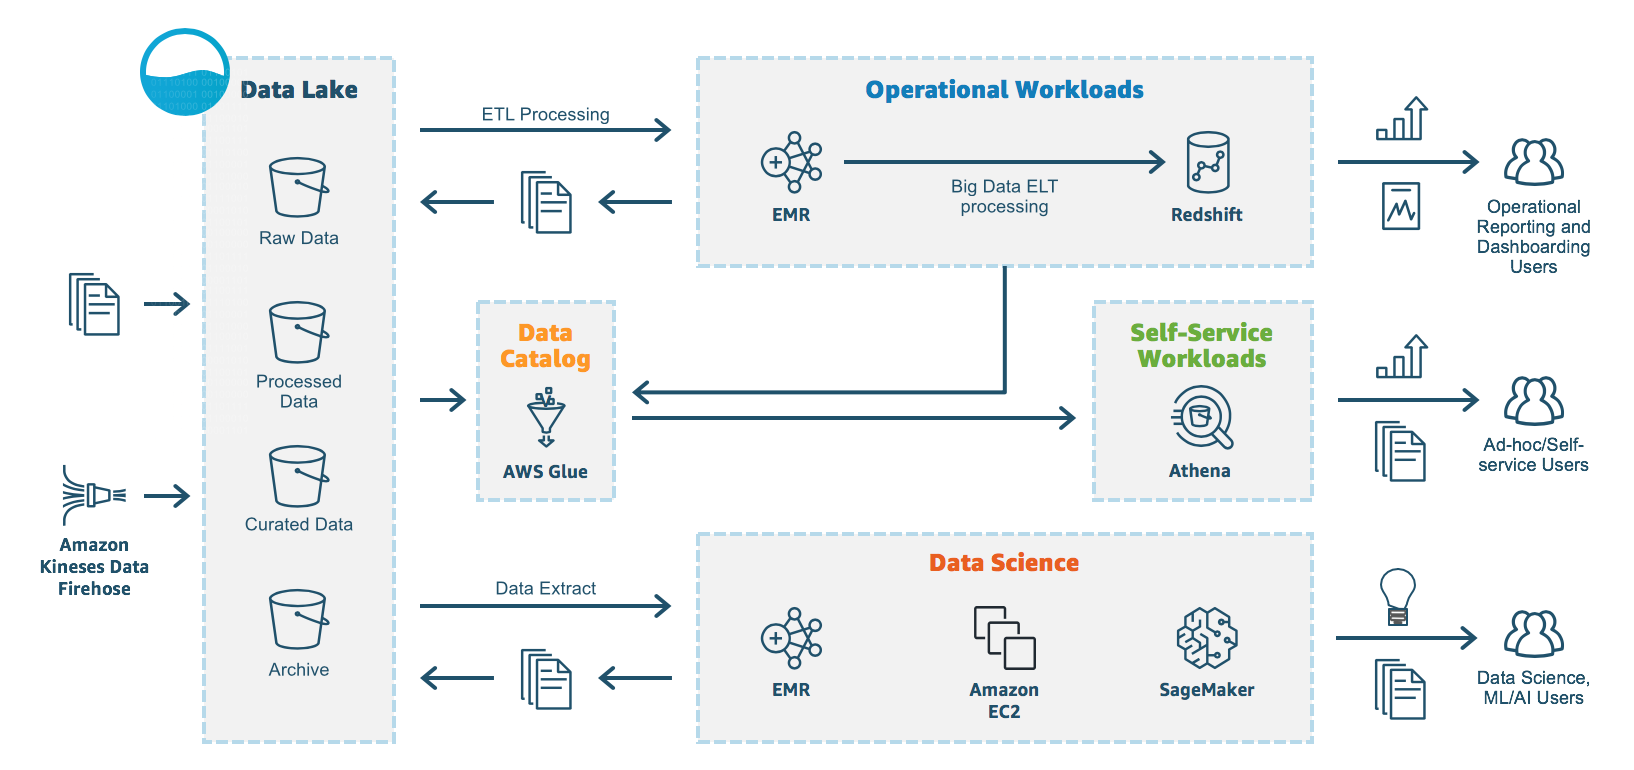 Data Lake
Raw Data
Processed
Data
Curated Data
Archive
Amazon
Kineses Data
Firehose
ETL Processing
Operational Workloads
EMR
Big Data ELT
processing
Redshift
Operational
Reporting and
Dashboarding
Users
Data
Catalog
AWS Glue
Self-Service
Workloads
Athena
Ad-hoc/Self-
service Users
Data Extract
Data Science
EMR
Amazon
EC2
SageMaker
Data Science,
ML/AI Users